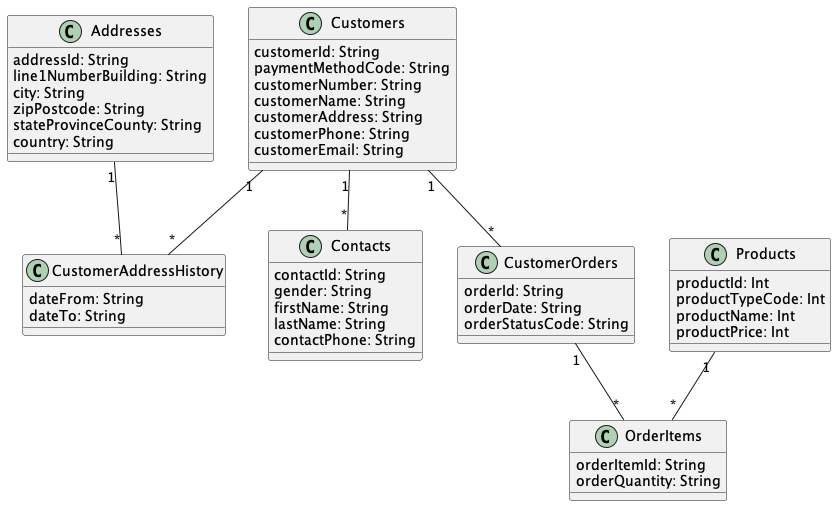 C Addresses
addressId: String
line1NumberBuilding: String
city: String
zipPostcode: String
stateProvinceCounty: String
country: String
C Customers
customerId: String
paymentMethodCode: String
customerNumber: String
customerName: String
customerAddress: String
customerPhone: String
customerEmail: String
1
*
1
*
1
*
1
*
C CustomerAddressHistory
dateFrom: String
dateTo: String
C Contacts
contactId: String
gender: String
firstName: String
lastName: String
contactPhone: String
C CustomerOrders
orderId: String
orderDate: String
orderStatusCode: String
C Products
productId: Int
productTypeCode: Int
productName: Int
productPrice: Int
1
*
1
*
C OrderItems
orderItemId: String
orderQuantity: String